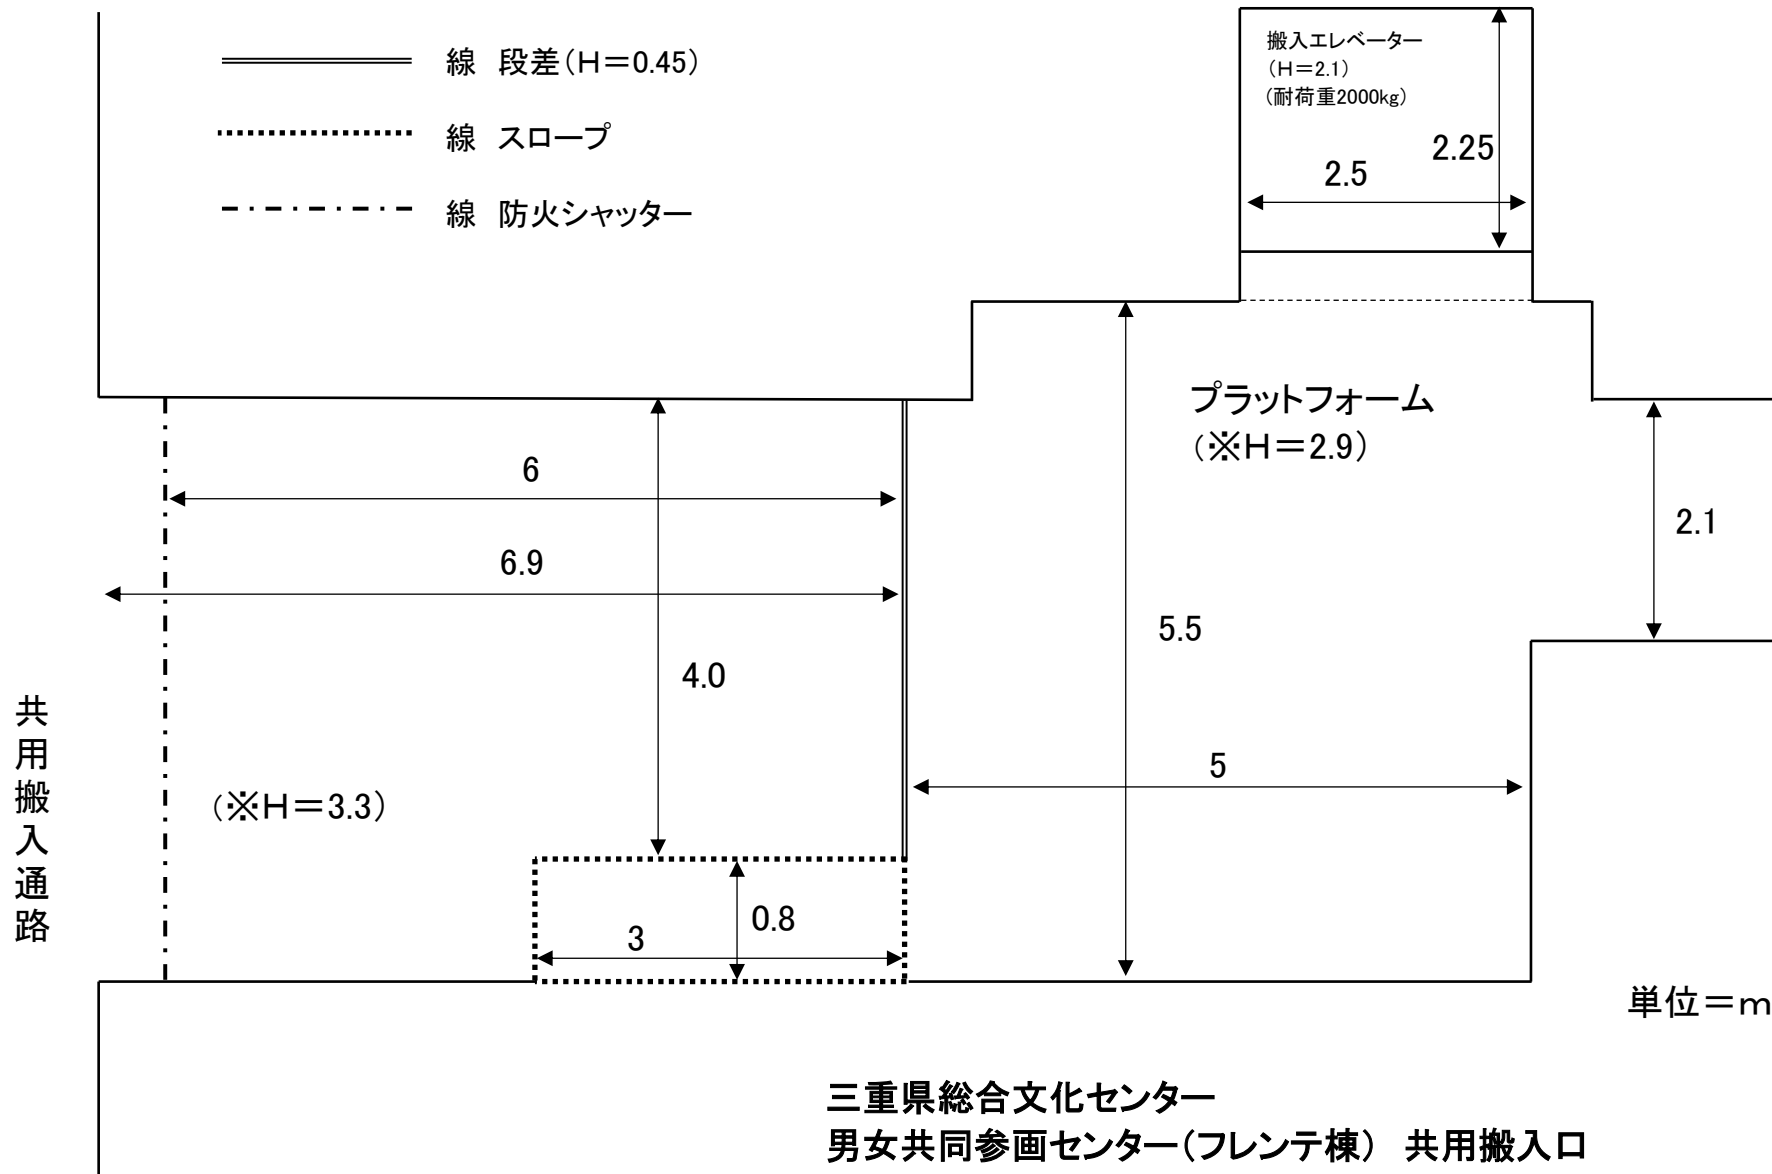 線 段差（H＝0.45）
線 スロープ
線 防火シャッター
搬入エレベーター
（H＝2.1）
（耐荷重2000kg）
2.25
2.5
プラットフォーム
（※H＝2.9）
6
6.9
2.1
5.5
4.0
共用搬入通路
5
（※H＝3.3）
0.8
3
単位＝m
三重県総合文化センター
男女共同参画センター（フレンテ棟） 共用搬入口